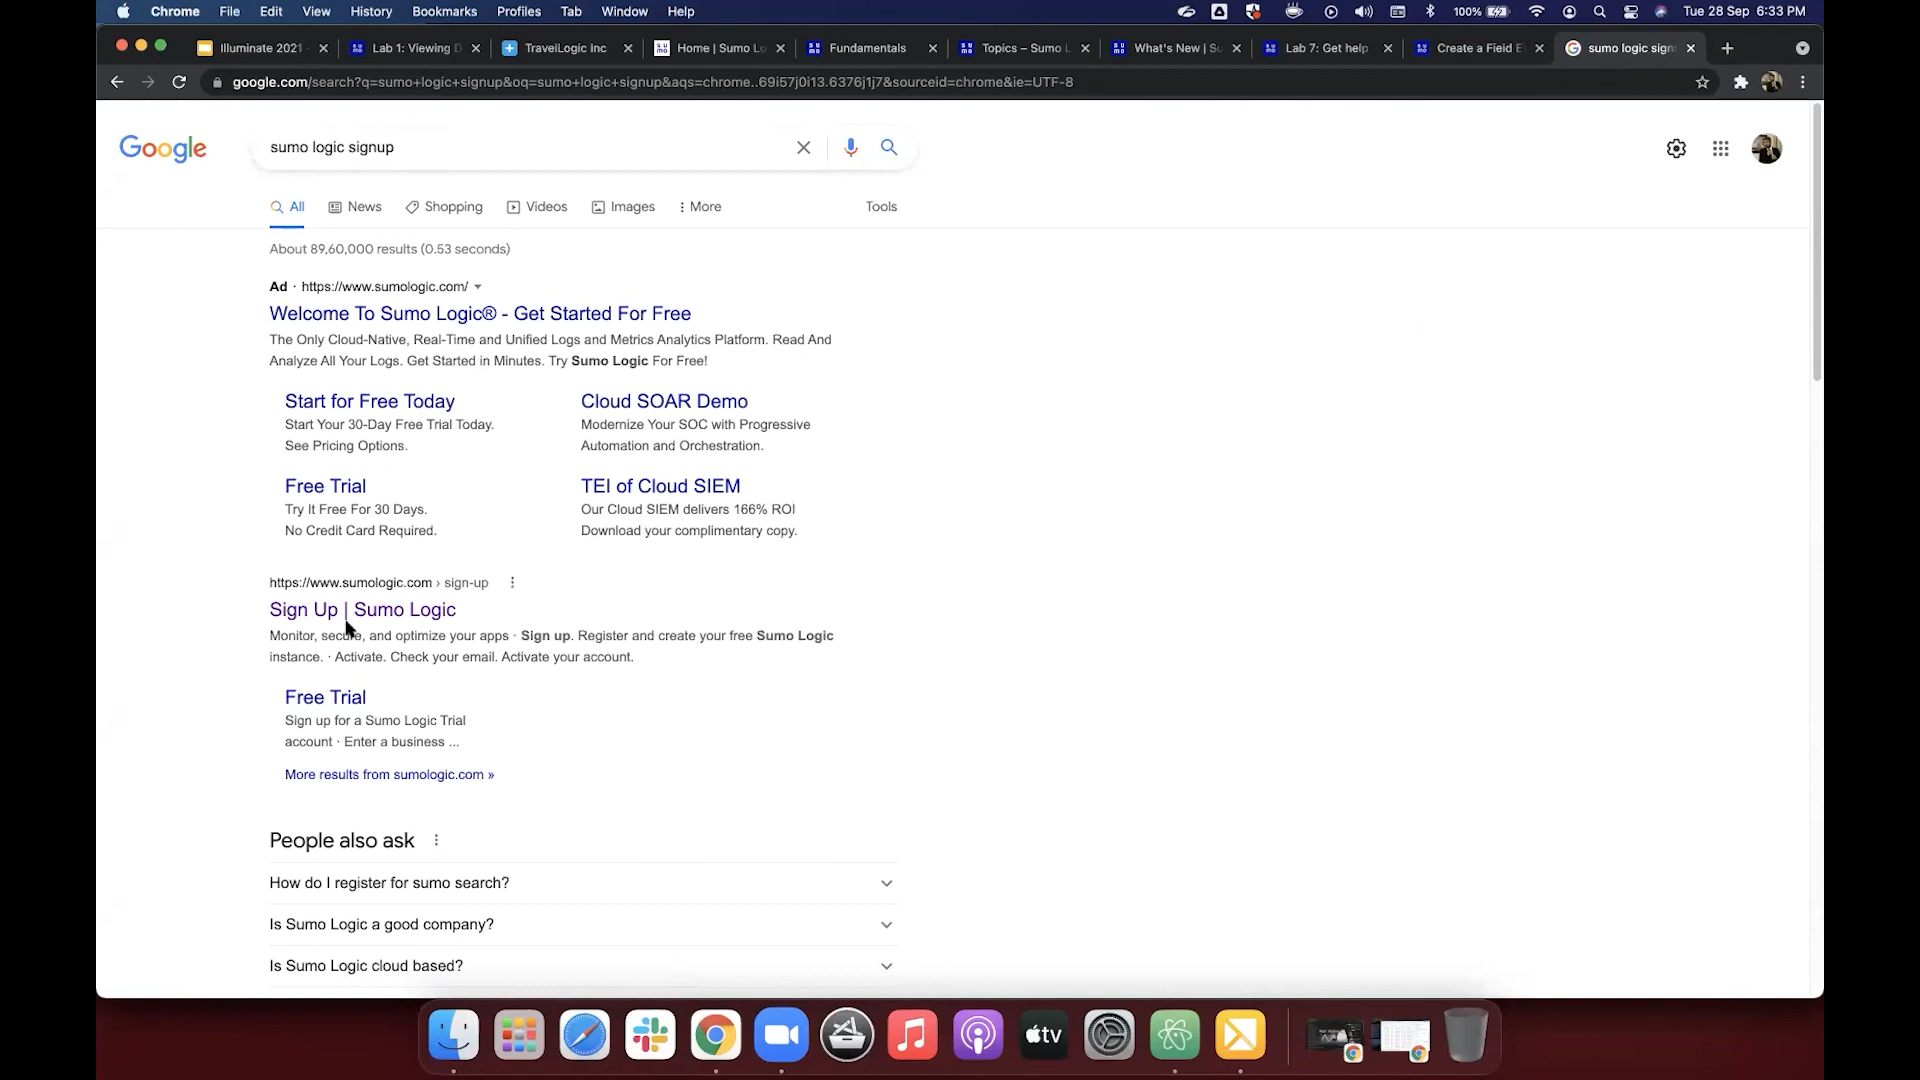 Chrome File Edit View History Bookmarks Profiles Tab Window Help 100% Tue 28 Sep 6:33 PM
Illuminate 2021 Lab 1: Viewing D TravelLogic Inc Home | Sumo Lo Fundamentals Topics – Sumo L What's New | Su Lab 7: Get help Create a Field E sumo logic sign
google.com/search?q=sumo+logic+signup&oq=sumo+logic+signup&aqs=chrome..69i57j0i13.6376j1j7&sourceid=chrome&ie=UTF-8
Google
sumo logic signup
All News Shopping Videos Images More Tools
About 89,60,000 results (0.53 seconds)
Ad · https://www.sumologic.com/
Welcome To Sumo Logic® - Get Started For Free
The Only Cloud-Native, Real-Time and Unified Logs and Metrics Analytics Platform. Read And
Analyze All Your Logs. Get Started in Minutes. Try Sumo Logic For Free!
Start for Free Today
Start Your 30-Day Free Trial Today.
See Pricing Options.
Cloud SOAR Demo
Modernize Your SOC with Progressive
Automation and Orchestration.
Free Trial
Try It Free For 30 Days.
No Credit Card Required.
TEI of Cloud SIEM
Our Cloud SIEM delivers 166% ROI
Download your complimentary copy.
https://www.sumologic.com › sign-up
Sign Up | Sumo Logic
Monitor, secure, and optimize your apps · Sign up. Register and create your free Sumo Logic
instance. · Activate. Check your email. Activate your account.
Free Trial
Sign up for a Sumo Logic Trial
account · Enter a business ...
More results from sumologic.com »
People also ask
How do I register for sumo search?
Is Sumo Logic a good company?
Is Sumo Logic cloud based?
tv